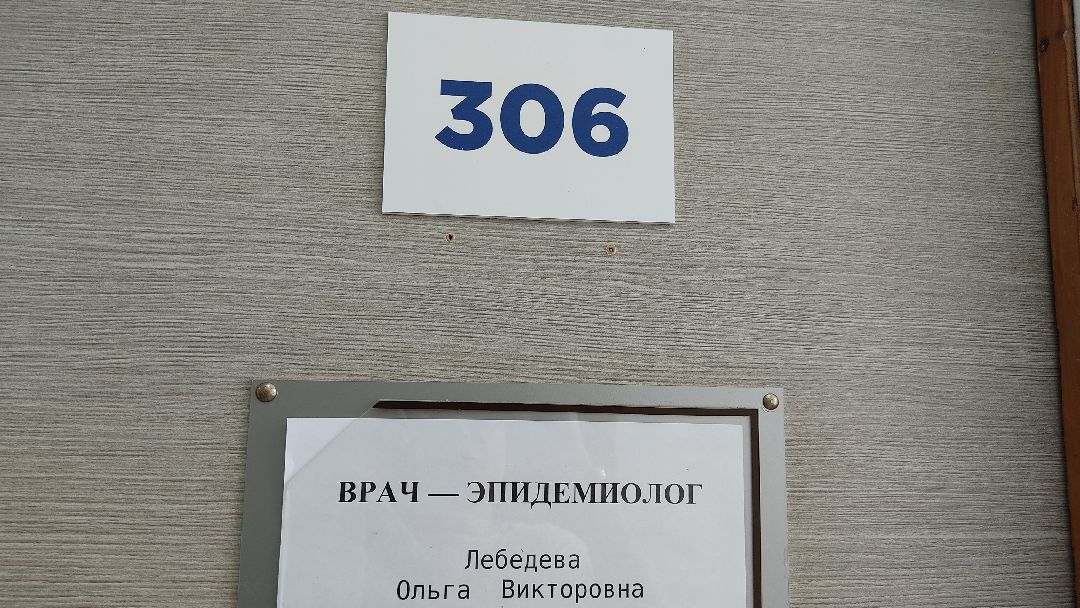 306
ВРАЧ — ЭПИДЕМИОЛОГ
Лебедева
Ольга Викторовна